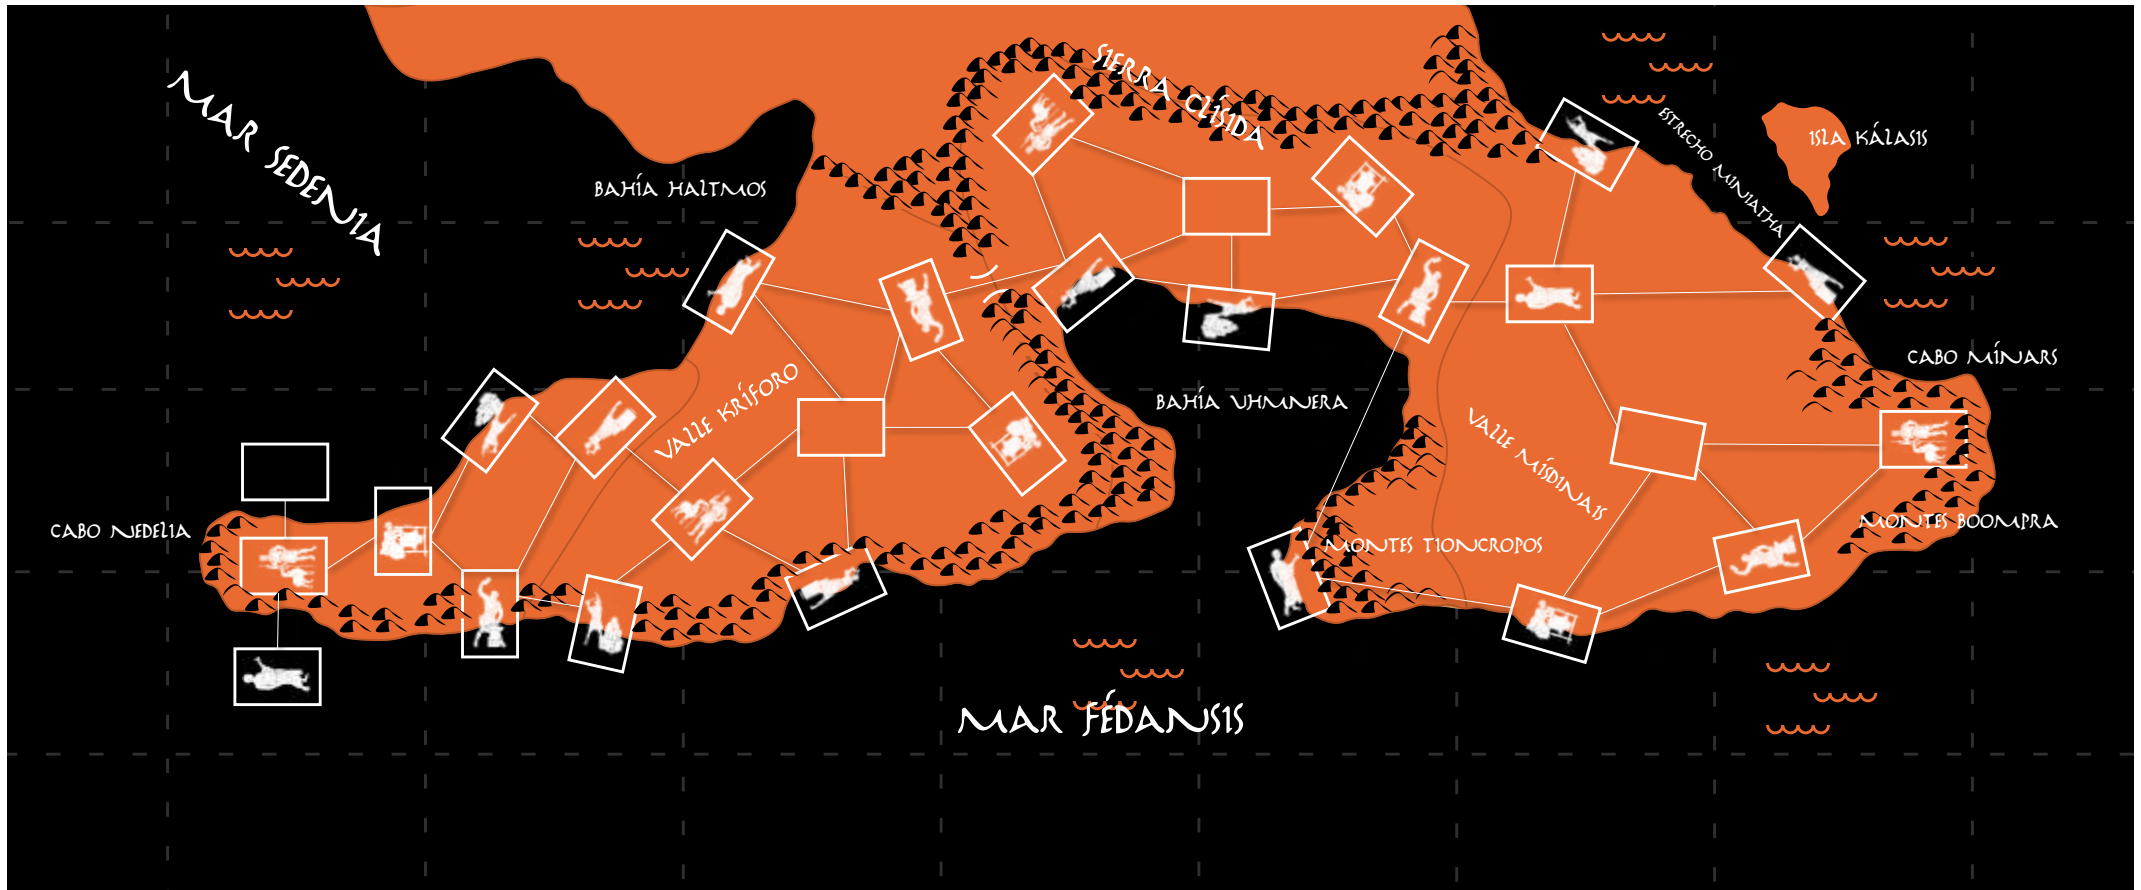 SIERRA CLÍSIDA
MAR SEDENIA
ESTRECHO MINIATHA
ISLA KÁLASIS
BAHÍA HALTMOS
CABO MÍNARS
VALLE KRÍFORO
BAHÍA UHMNERA
VALLE MÍSDINAIS
CABO NEDELIA
MONTES TIONCROPOS
MONTES BOOMPRA
MAR FÉDANSIS